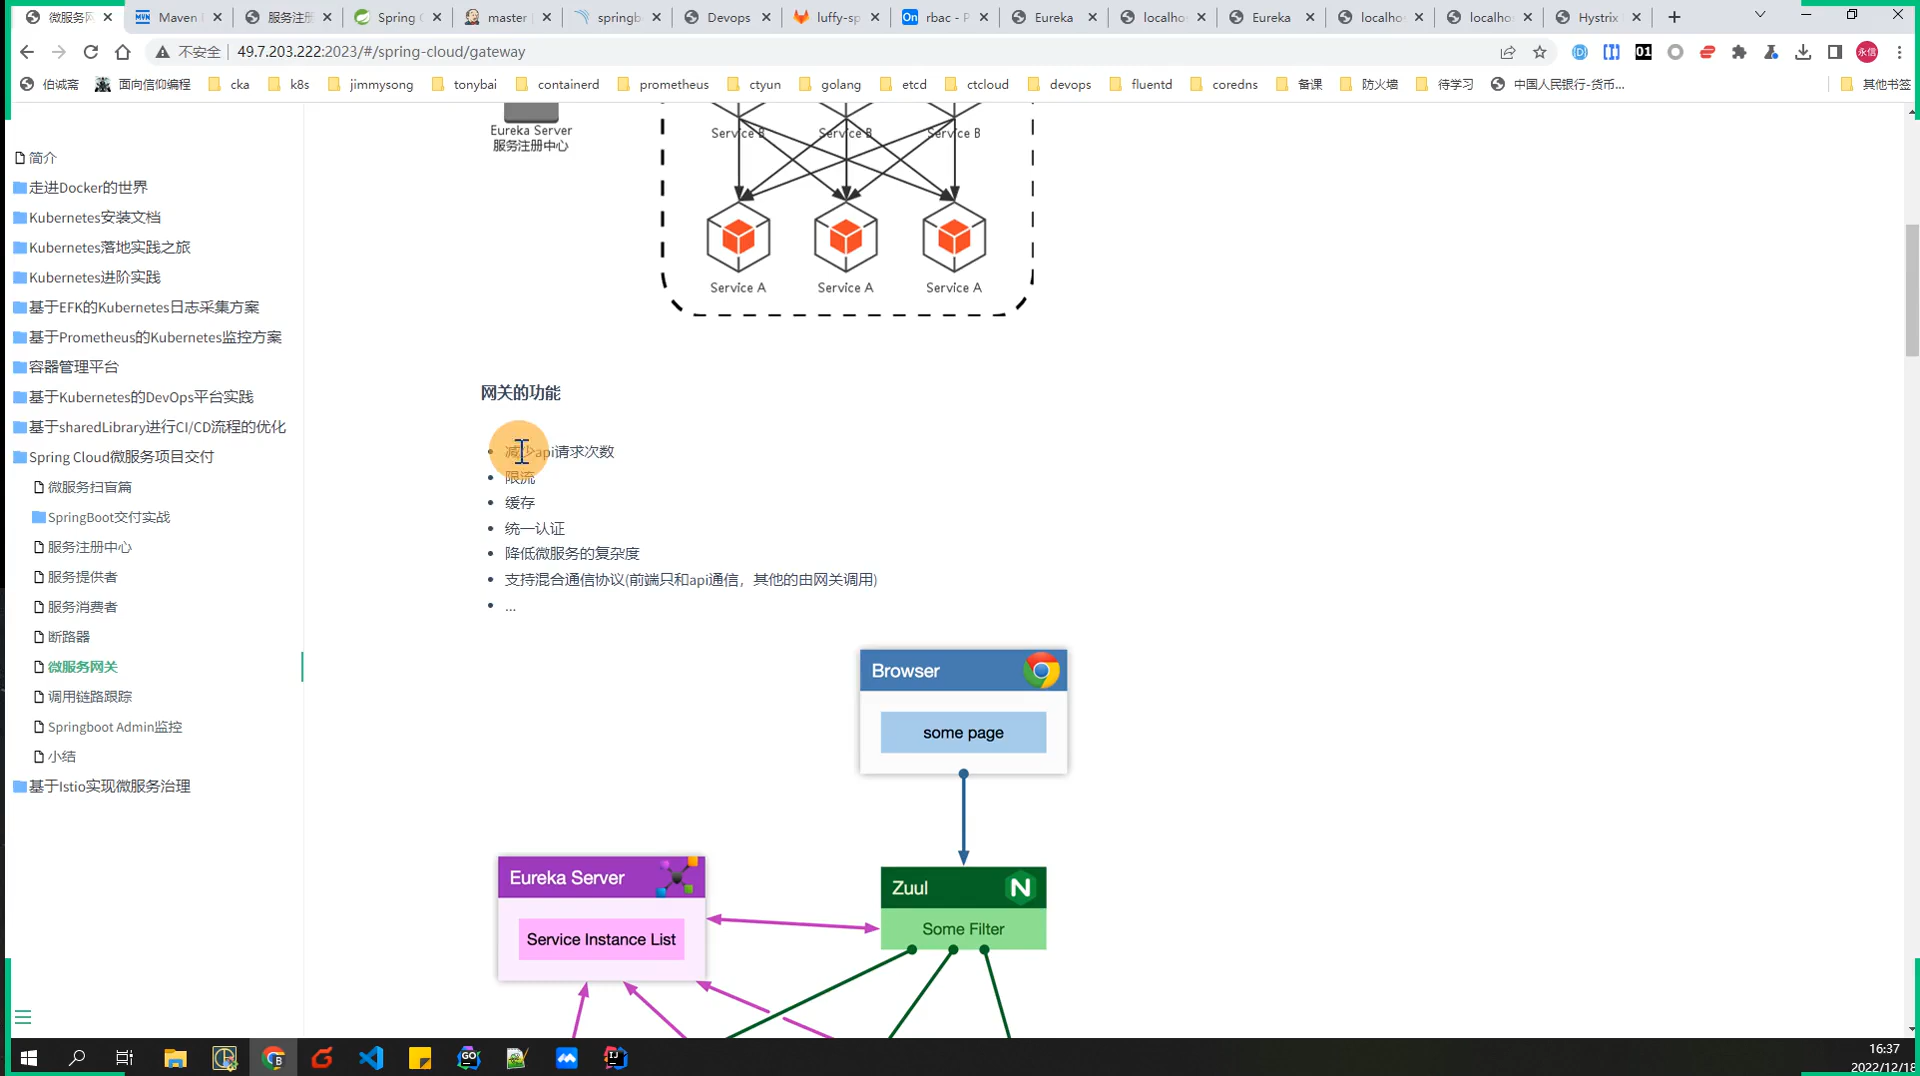 微服务网
Maven
服务注册
Spring
master
springb
Devops
luffy-sp
rbac - P
Eureka
localhos
Eureka
localhos
localhos
Hystrix
不安全
49.7.203.222:2023/#/spring-cloud/gateway
伯诚斋
面向信仰编程
cka
k8s
jimmysong
tonybai
containerd
prometheus
ctyun
golang
etcd
ctcloud
devops
fluentd
coredns
备课
防火墙
待学习
中国人民银行-货币...
其他书签
简介
走进Docker的世界
Kubernetes安装文档
Kubernetes落地实践之旅
Kubernetes进阶实践
基于EFK的Kubernetes日志采集方案
基于Prometheus的Kubernetes监控方案
容器管理平台
基于Kubernetes的DevOps平台实践
基于sharedLibrary进行CI/CD流程的优化
Spring Cloud微服务项目交付
微服务扫盲篇
SpringBoot交付实战
服务注册中心
服务提供者
服务消费者
断路器
微服务网关
调用链路跟踪
Springboot Admin监控
小结
基于Istio实现微服务治理
Eureka Server
服务注册中心
Service B
Service B
Service B
Service A
Service A
Service A
网关的功能
减少api请求次数
限流
缓存
统一认证
降低微服务的复杂度
支持混合通信协议(前端只和api通信，其他的由网关调用)
...
Browser
some page
Eureka Server
Service Instance List
Zuul
Some Filter
16:37
2022/12/18